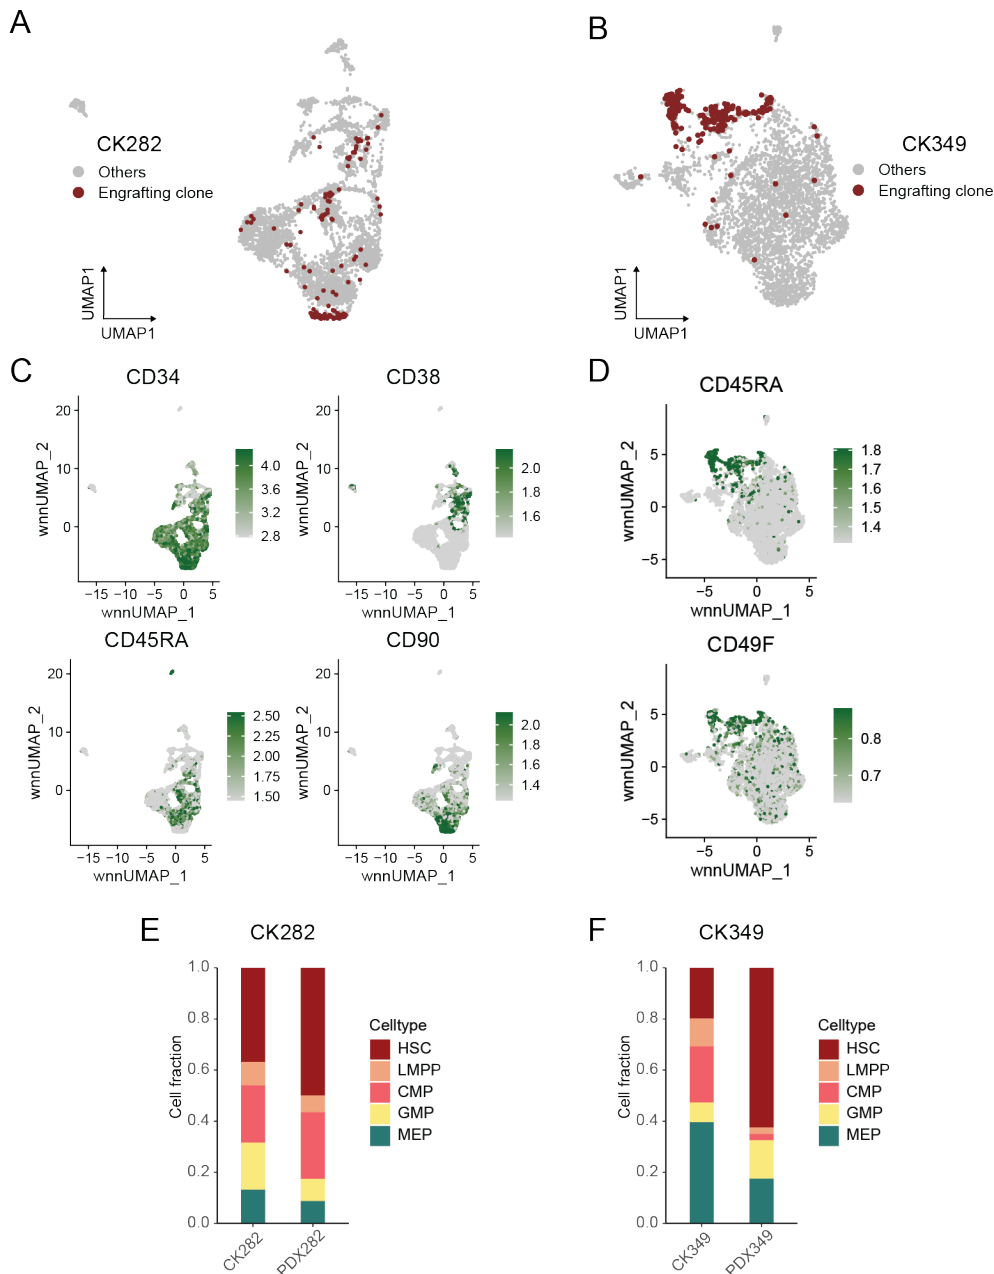 A
CK282
Others
Engrafting clone
UMAP1
UMAP1
B
CK349
Others
Engrafting clone
UMAP1
UMAP1
C
CD34
wnnUMAP_2
20
10
0
−15 −10 −5 0 5
wnnUMAP_1
4.0
3.6
3.2
2.8
CD38
wnnUMAP_2
20
10
0
−15 −10 −5 0 5
wnnUMAP_1
2.0
1.8
1.6
CD45RA
wnnUMAP_2
20
10
0
−15 −10 −5 0 5
wnnUMAP_1
2.50
2.25
2.00
1.75
1.50
CD90
wnnUMAP_2
20
10
0
−15 −10 −5 0 5
wnnUMAP_1
2.0
1.8
1.6
1.4
D
CD45RA
wnnUMAP_2
5
0
−5
−5 0 5
wnnUMAP_1
1.8
1.7
1.6
1.5
1.4
CD49F
wnnUMAP_2
5
0
−5
−5 0 5
wnnUMAP_1
0.8
0.7
E
CK282
Cell fraction
1.0
0.8
0.6
0.4
0.2
0.0
CK282
PDX282
Celltype
HSC
LMPP
CMP
GMP
MEP
F
CK349
Cell fraction
1.0
0.8
0.6
0.4
0.2
0.0
CK349
PDX349
Celltype
HSC
LMPP
CMP
GMP
MEP